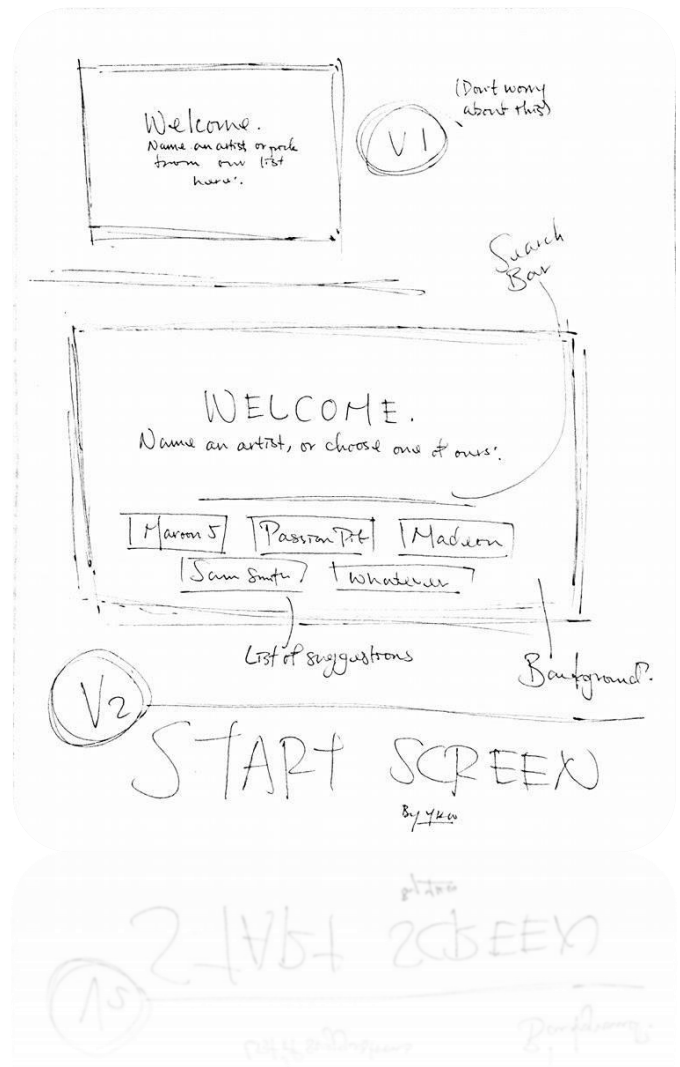 Welcome.
Name an artist or pick
from our list
here:
V1
(Don't worry
about this)
Search
Bar
WELCOME.
Name an artist, or choose one of ours:
Maroon 5
Passion Pit
Madeon
Sam Smith
Whatever
List of suggestions
Background?
V2
START SCREEN
By